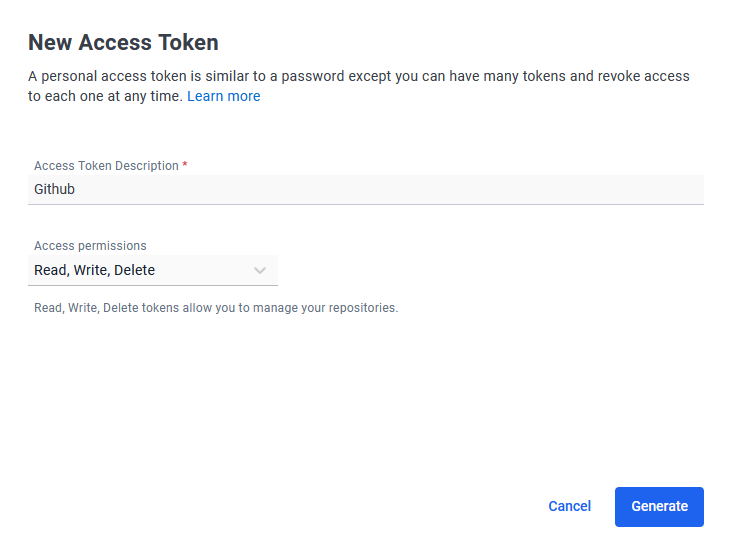 New Access Token
A personal access token is similar to a password except you can have many tokens and revoke access
to each one at any time. Learn more
Access Token Description *
Github
Access permissions
Read, Write, Delete
Read, Write, Delete tokens allow you to manage your repositories.
Cancel
Generate